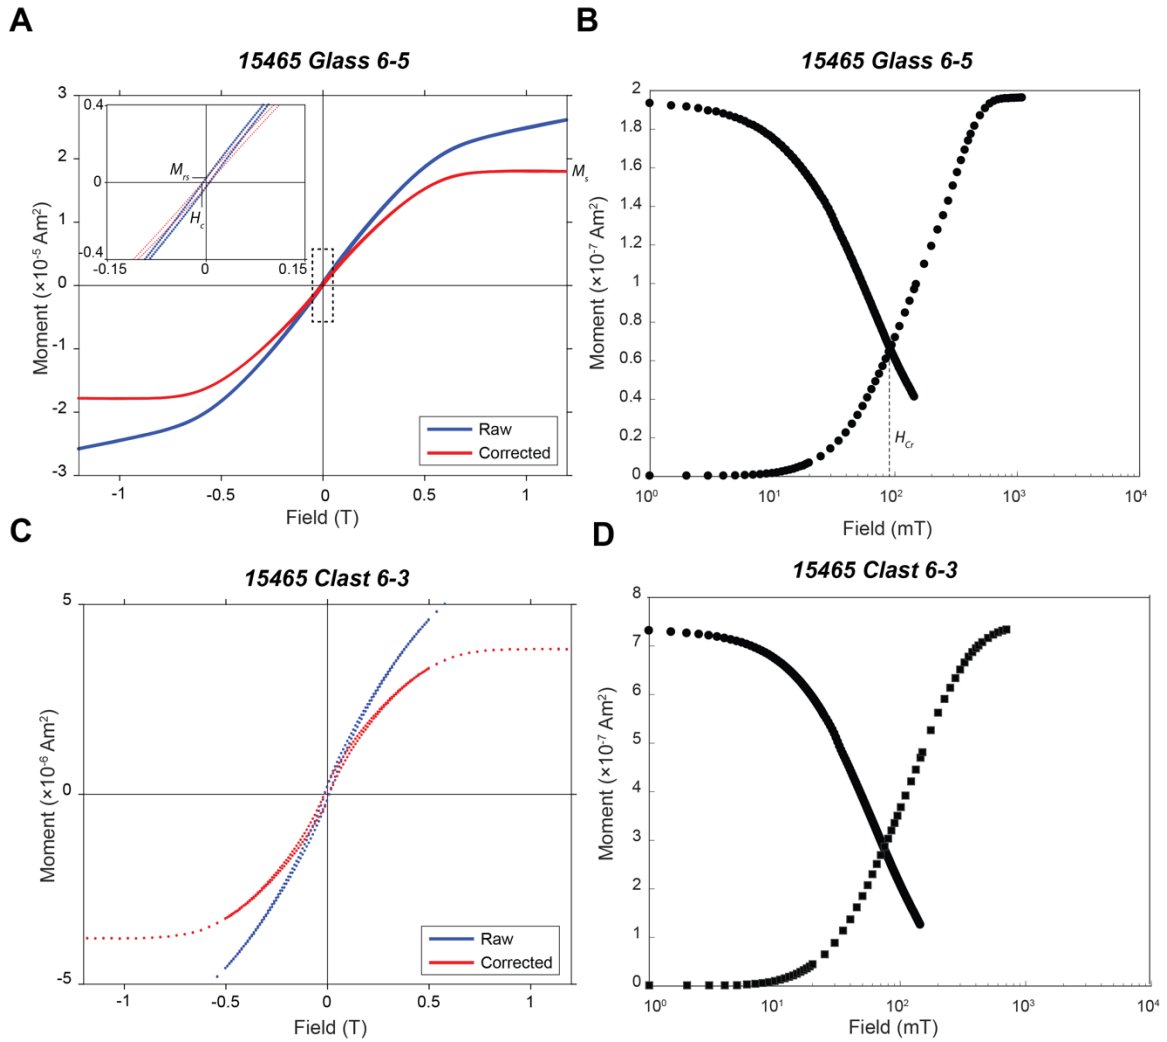 A
15465 Glass 6-5
3
2
1
0
-1
-2
-3
Moment (×10⁻⁵ Am²)
0.4
0
-0.4
-0.15
0
0.15
Mrs
Hc
Ms
Raw
Corrected
-1
-0.5
0
0.5
1
Field (T)
B
15465 Glass 6-5
2
1.8
1.6
1.4
1.2
1
0.8
0.6
0.4
0.2
0
Moment (×10⁻⁷ Am²)
HCr
10⁰
10¹
10²
10³
10⁴
Field (mT)
C
15465 Clast 6-3
5
0
-5
Moment (×10⁻⁶ Am²)
Raw
Corrected
-1
-0.5
0
0.5
1
Field (T)
D
15465 Clast 6-3
8
7
6
5
4
3
2
1
0
Moment (×10⁻⁷ Am²)
10⁰
10¹
10²
10³
10⁴
Field (mT)